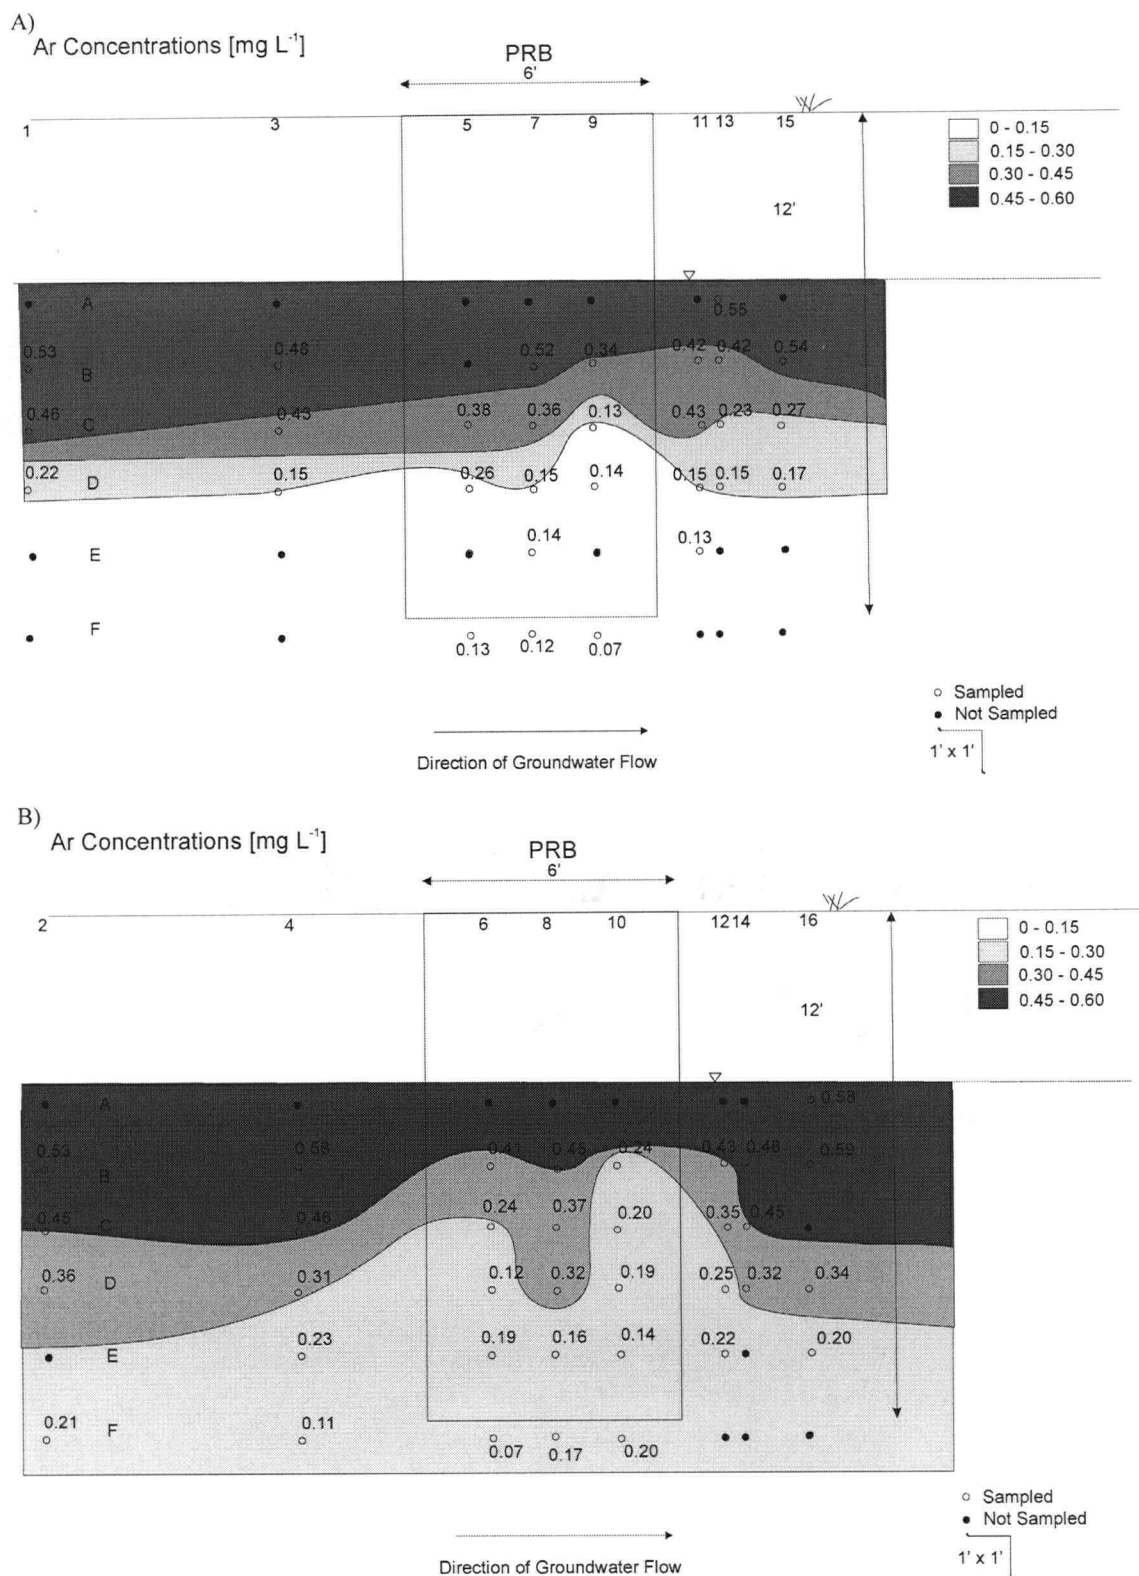 A)
Ar Concentrations [mg L⁻¹]
PRB
6'
1 3 5 7 9 11 13 15
0 - 0.15
0.15 - 0.30
0.30 - 0.45
0.45 - 0.60
12'
A
0.55
0.53 0.48 0.52 0.34 0.42 0.42 0.54
B
0.46 C 0.43 0.38 0.36 0.13 0.43 0.23 0.27
0.22 D 0.15 0.26 0.15 0.14 0.15 0.15 0.17
0.14 0.13
E
F
0.13 0.12 0.07
Sampled
Not Sampled
1' x 1'
Direction of Groundwater Flow
B)
Ar Concentrations [mg L⁻¹]
PRB
6'
2 4 6 8 10 12 14 16
0 - 0.15
0.15 - 0.30
0.30 - 0.45
0.45 - 0.60
12'
A 0.58
0.53 0.58 0.41 0.45 0.24 0.43 0.48 0.59
B
0.45 C 0.46 0.24 0.37 0.20 0.35 0.45
0.36 D 0.31 0.12 0.32 0.19 0.25 0.32 0.34
E 0.23 0.19 0.16 0.14 0.22 0.20
0.21 F 0.11
0.07 0.17 0.20
Sampled
Not Sampled
1' x 1'
Direction of Groundwater Flow